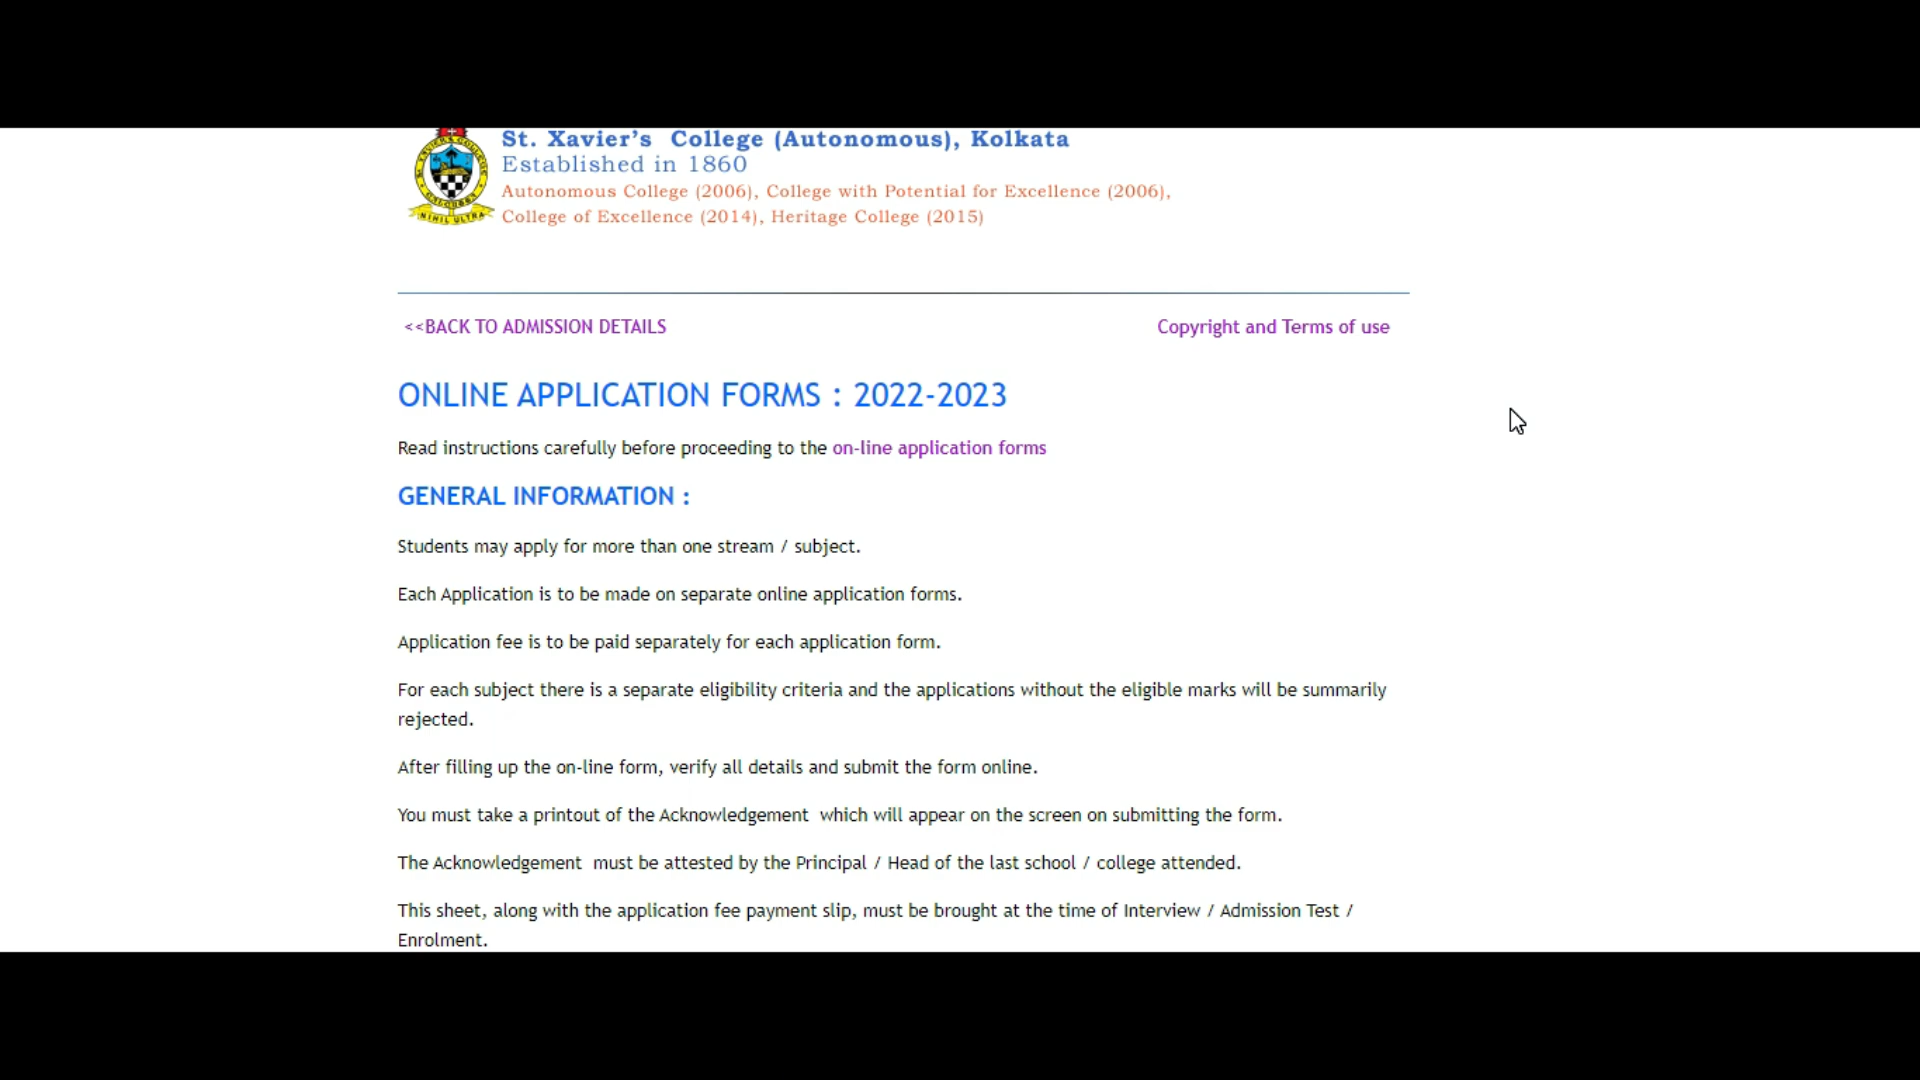 St. Xavier’s College (Autonomous), Kolkata
Established in 1860
Autonomous College (2006), College with Potential for Excellence (2006),
College of Excellence (2014), Heritage College (2015)
NIHIL ULTRA
<<BACK TO ADMISSION DETAILS
Copyright and Terms of use
ONLINE APPLICATION FORMS : 2022-2023
Read instructions carefully before proceeding to the on-line application forms
GENERAL INFORMATION :
Students may apply for more than one stream / subject.
Each Application is to be made on separate online application forms.
Application fee is to be paid separately for each application form.
For each subject there is a separate eligibility criteria and the applications without the eligible marks will be summarily
rejected.
After filling up the on-line form, verify all details and submit the form online.
You must take a printout of the Acknowledgement which will appear on the screen on submitting the form.
The Acknowledgement must be attested by the Principal / Head of the last school / college attended.
This sheet, along with the application fee payment slip, must be brought at the time of Interview / Admission Test /
Enrolment.